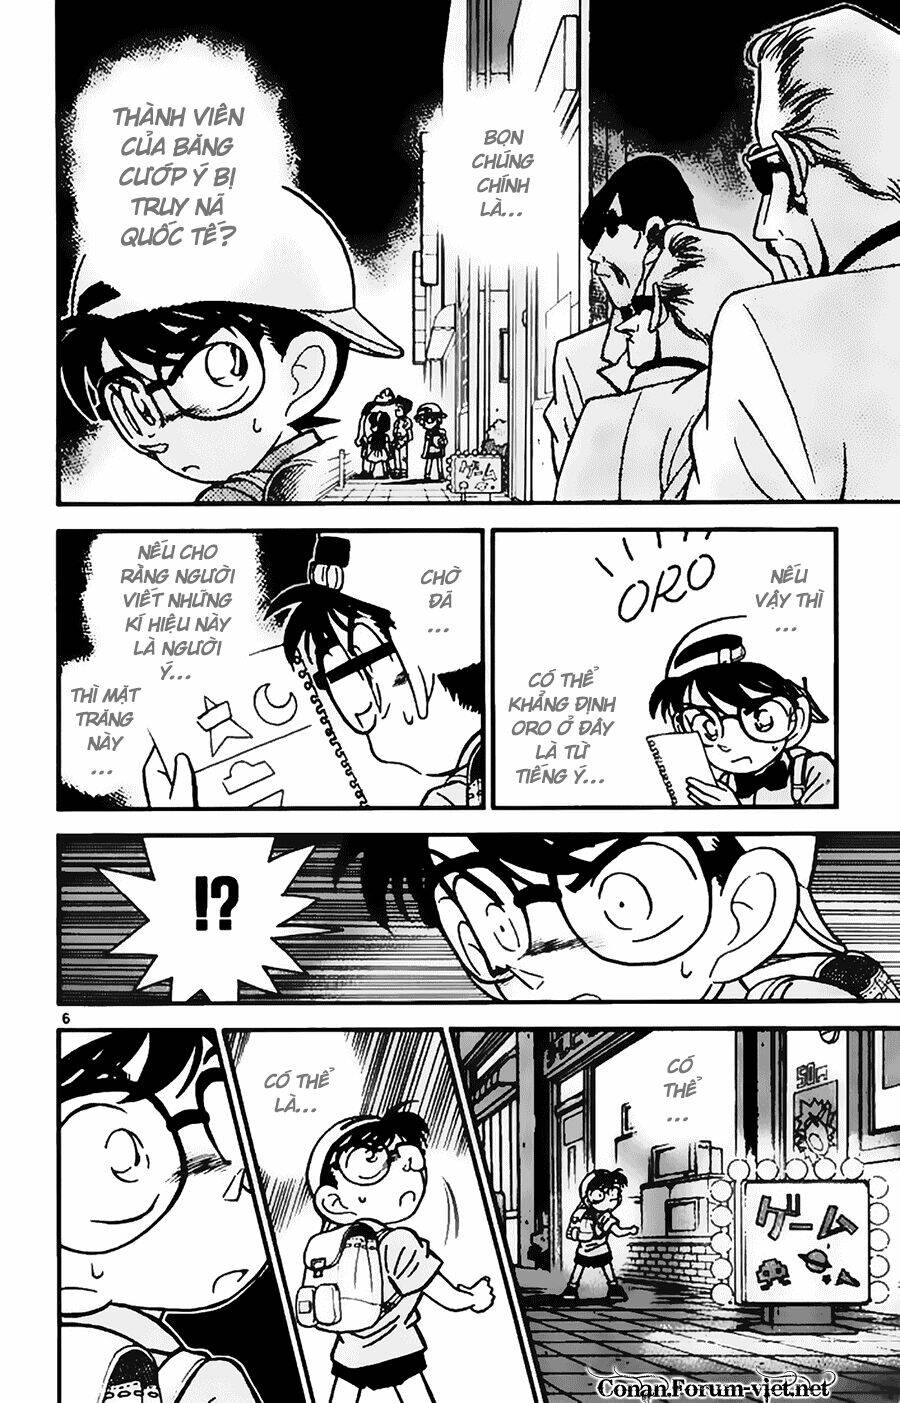 BỌN
CHÚNG
CHÍNH
LÀ...
THÀNH VIÊN
CỦA BĂNG
CƯỚP Ý BỊ
TRUY NÃ
QUỐC TẾ?
ゲーム
NẾU
VẬY THÌ
...
ORO
CÓ THỂ
KHẲNG ĐỊNH
ORO Ở ĐÂY
LÀ TỪ
TIẾNG Ý...
CHỜ
ĐÃ
...
NẾU CHO
RẰNG NGƯỜI
VIẾT NHỮNG
KÍ HIỆU NÀY
LÀ NGƯỜI
Ý...
THÌ MẶT
TRĂNG NÀY
...
!?
6
CÓ THỂ
LÀ...
CÓ
THỂ
...
ゲーム
Conan.Forum-viet.net